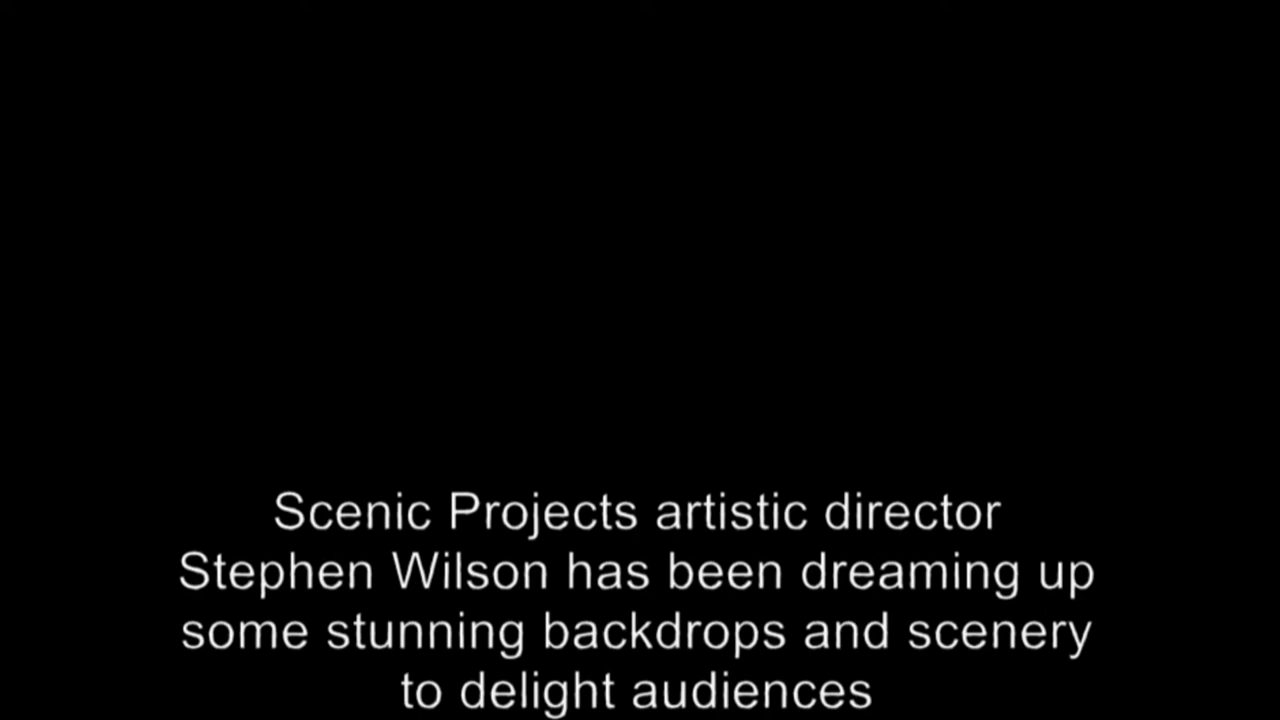 Scenic Projects artistic director
Stephen Wilson has been dreaming up
some stunning backdrops and scenery
to delight audiences